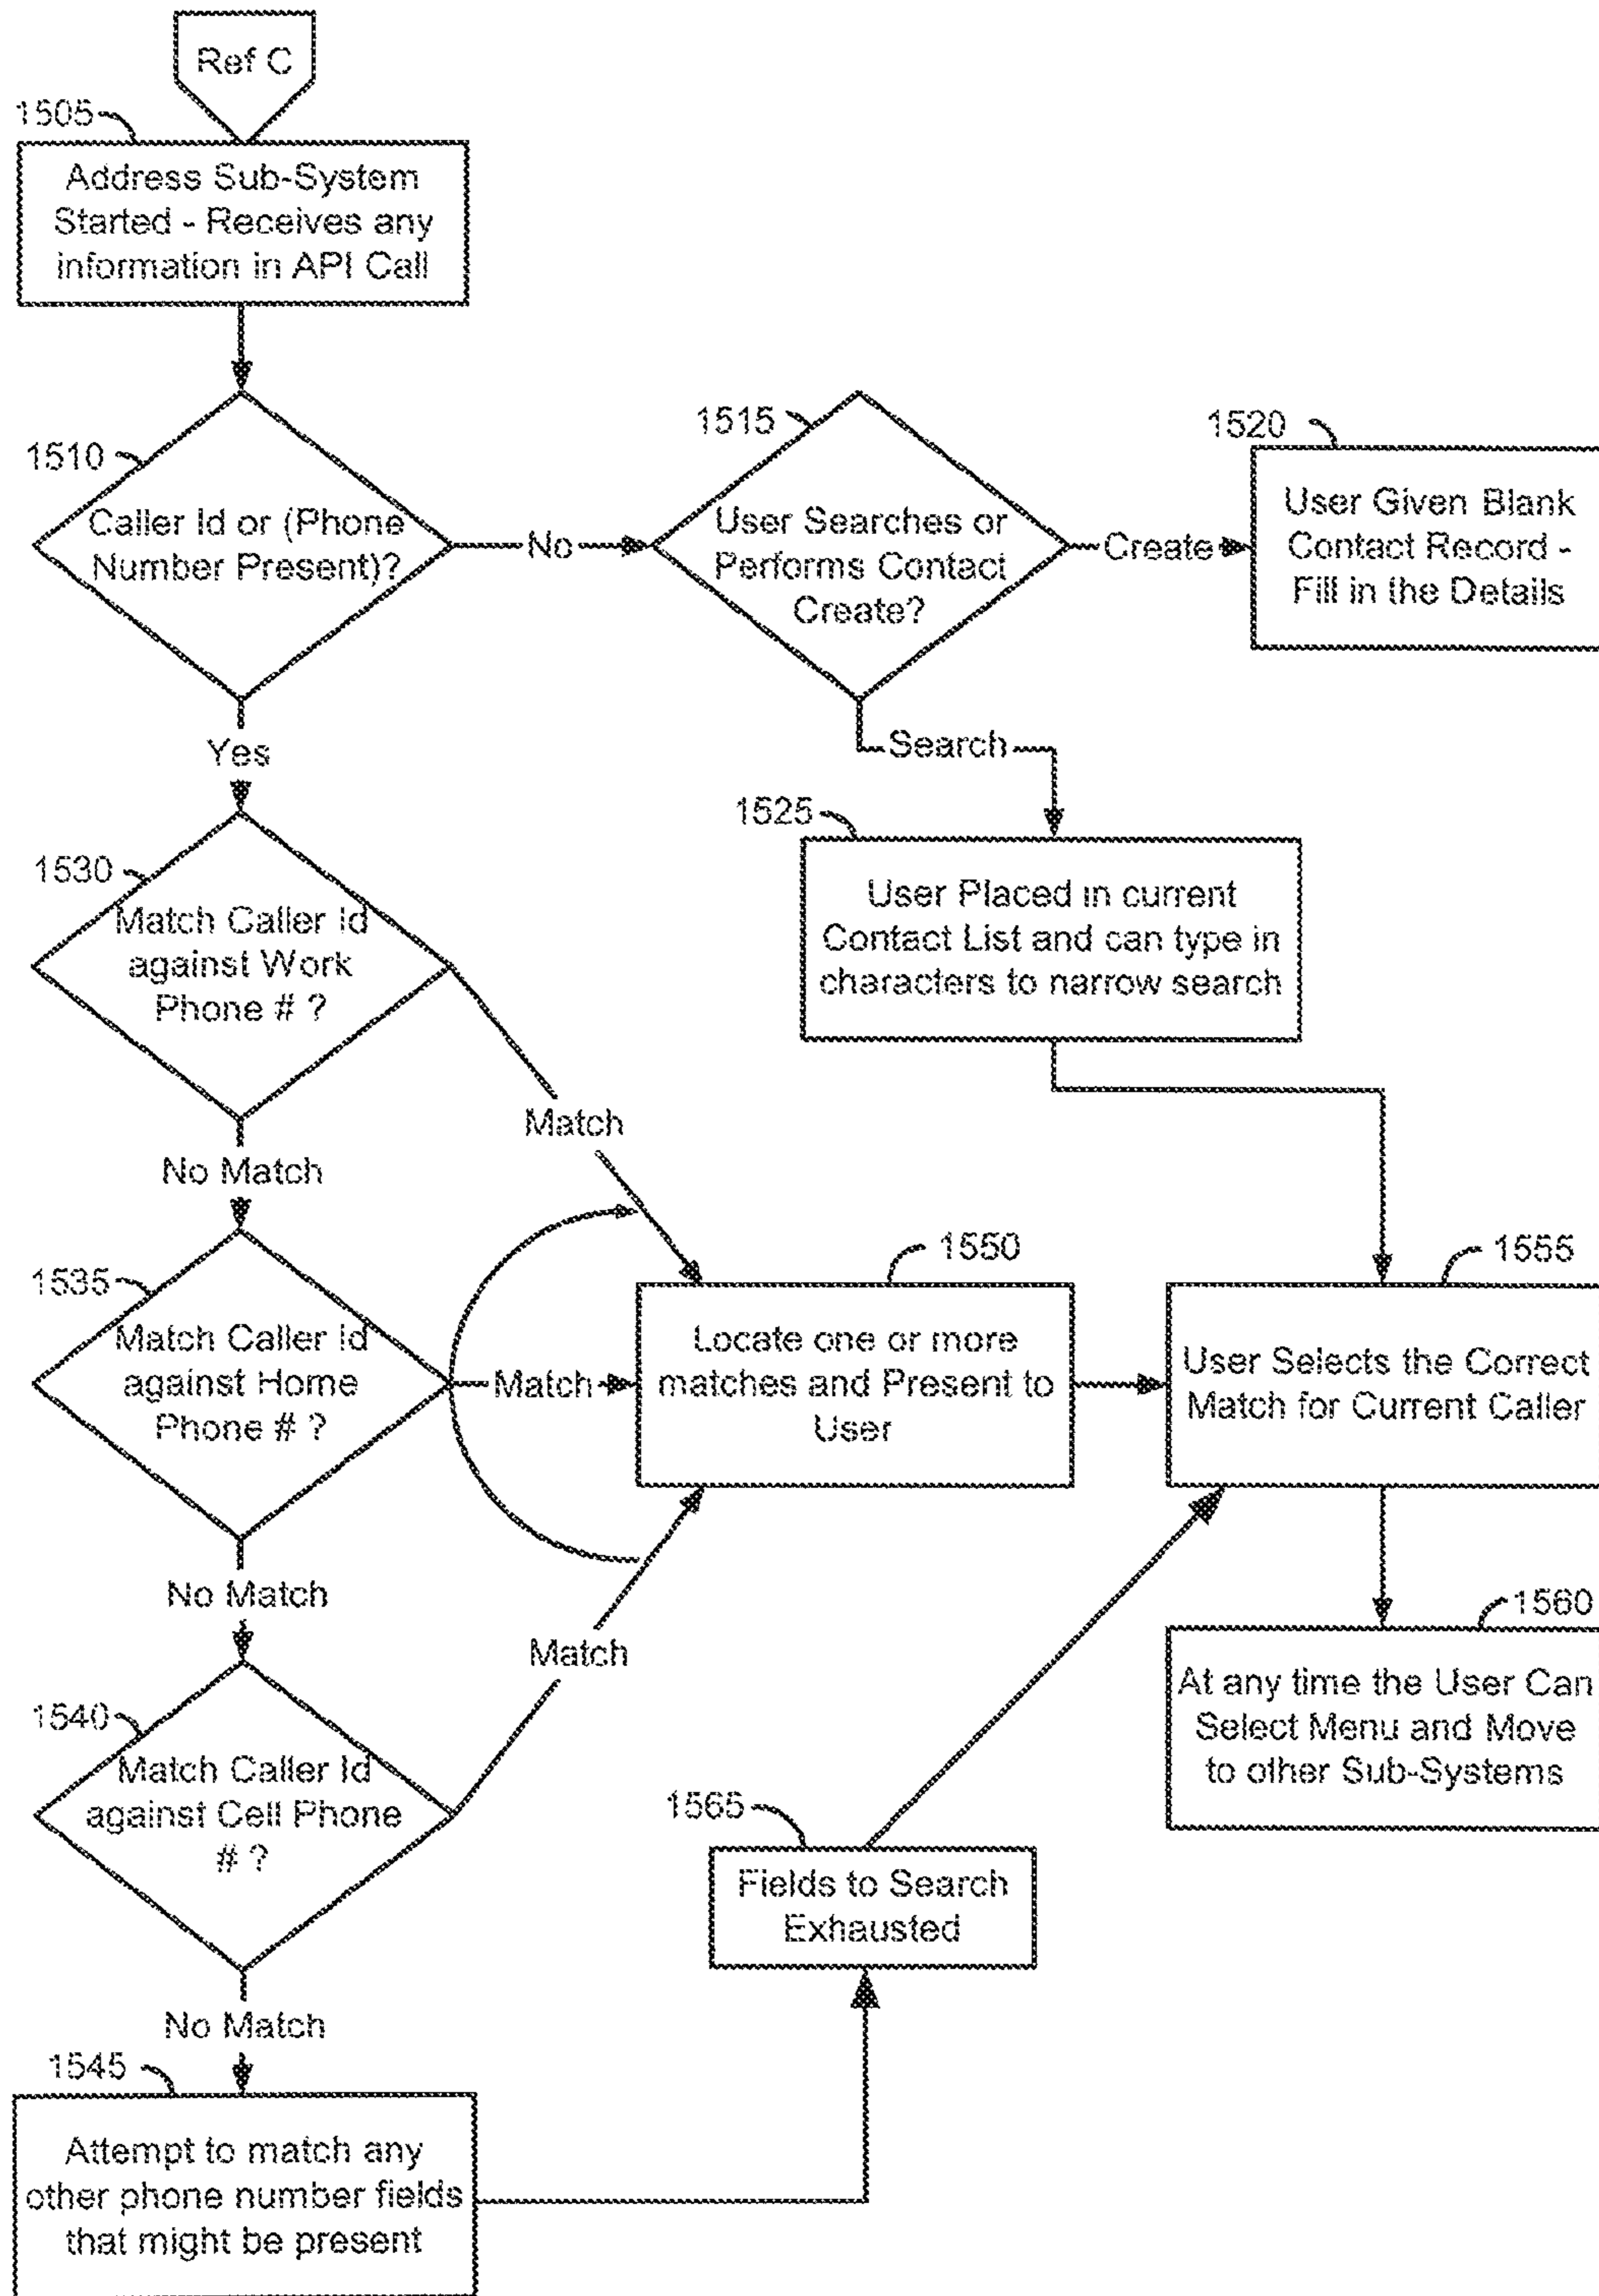 Ref C
1505
Address Sub-System
Started - Receives any
information in API Call
1510
Caller Id or (Phone
Number Present)?
No
1515
User Searches or
Performs Contact
Create?
Create
1520
User Given Blank
Contact Record -
Fill in the Details
Yes
Search
1525
User Placed in current
Contact List and can type in
characters to narrow search
1530
Match Caller Id
against Work
Phone # ?
Match
No Match
1535
Match Caller Id
against Home
Phone # ?
Match
1550
Locate one or more
matches and Present to
User
1555
User Selects the Correct
Match for Current Caller
No Match
1540
Match Caller Id
against Cell Phone
# ?
Match
1560
At any time the User Can
Select Menu and Move
to other Sub-Systems
1565
Fields to Search
Exhausted
No Match
1545
Attempt to match any
other phone number fields
that might be present